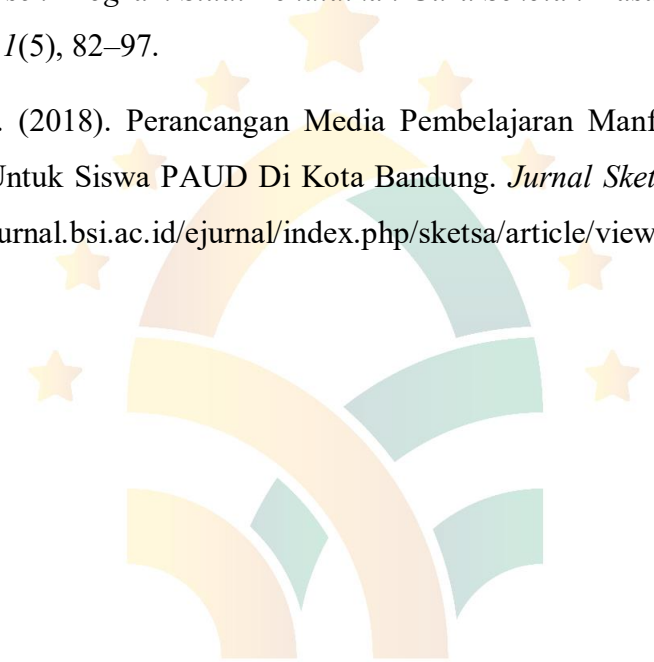 1(5), 82–97.
. (2018). Perancangan Media Pembelajaran Manf
Untuk Siswa PAUD Di Kota Bandung. Jurnal Sket
urnal.bsi.ac.id/ejurnal/index.php/sketsa/article/view